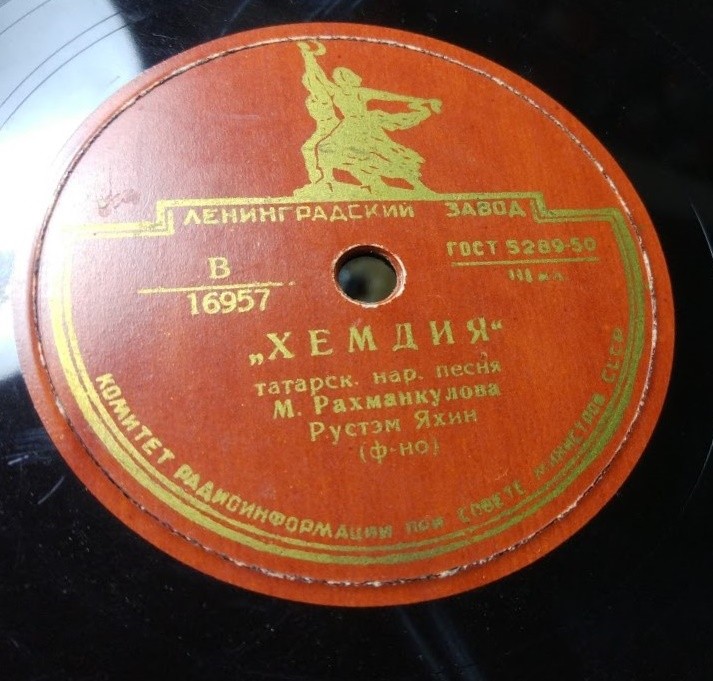 ЛЕНИНГРАДСКИЙ ЗАВОД
В
16957
ГОСТ 5289-50
„ХЕМДИЯ“
татарск. нар. песня
М. Рахманкулова
Рустэм Яхин
(ф-но)
КОМИТЕТ РАДИОИНФОРМАЦИИ ПРИ СОВЕТЕ МИНИСТРОВ СССР